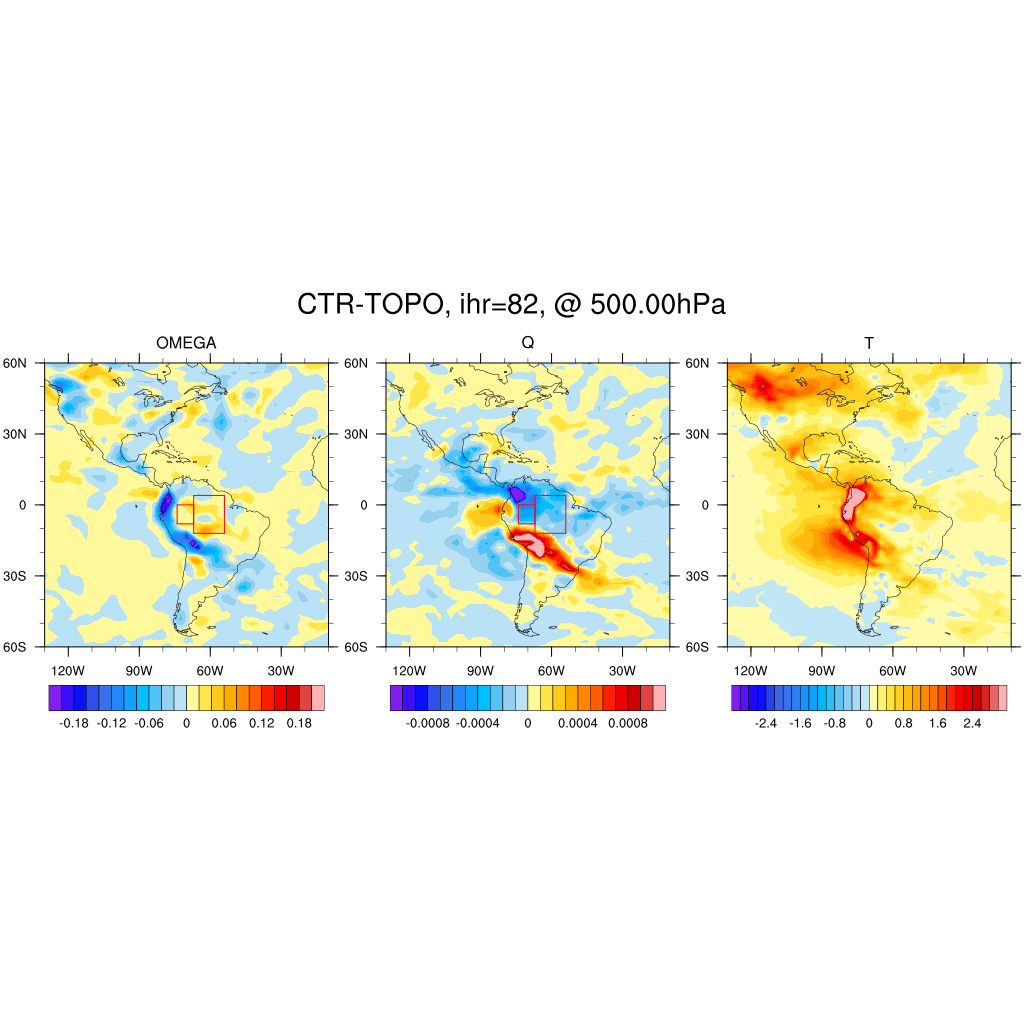 CTR-TOPO, ihr=82, @ 500.00hPa
OMEGA
60N
30N
0
30S
60S
120W 90W 60W 30W
-0.18 -0.12 -0.06 0 0.06 0.12 0.18
Q
60N
30N
0
30S
60S
120W 90W 60W 30W
-0.0008 -0.0004 0 0.0004 0.0008
T
60N
30N
0
30S
60S
120W 90W 60W 30W
-2.4 -1.6 -0.8 0 0.8 1.6 2.4